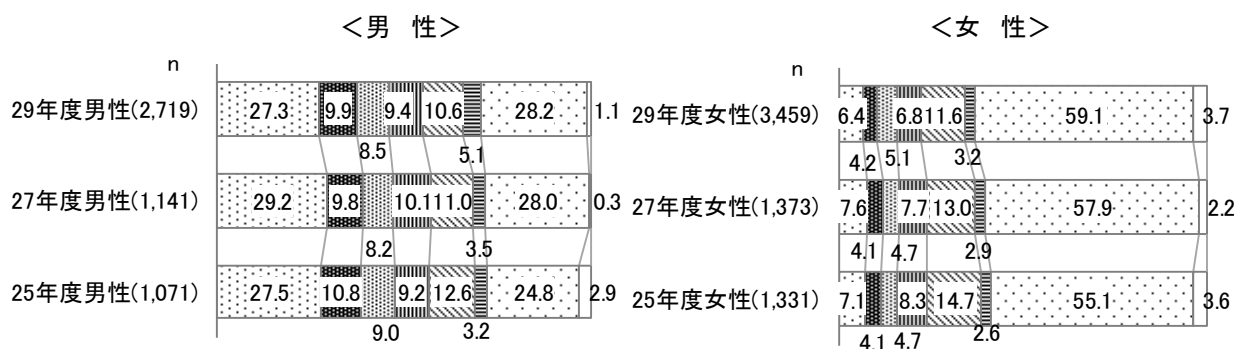 ＜男　性＞
n
29年度男性(2,719) 27.3 9.9 9.4 10.6 28.2 1.1
8.5 5.1
27年度男性(1,141) 29.2 9.8 10.1 11.0 28.0 0.3
8.2 3.5
25年度男性(1,071) 27.5 10.8 9.2 12.6 24.8 2.9
9.0 3.2
＜女　性＞
n
29年度女性(3,459) 6.4 6.8 11.6 59.1 3.7
4.2 5.1 3.2
27年度女性(1,373) 7.6 7.7 13.0 57.9 2.2
4.1 4.7 2.9
25年度女性(1,331) 7.1 8.3 14.7 55.1 3.6
4.1 4.7 2.6